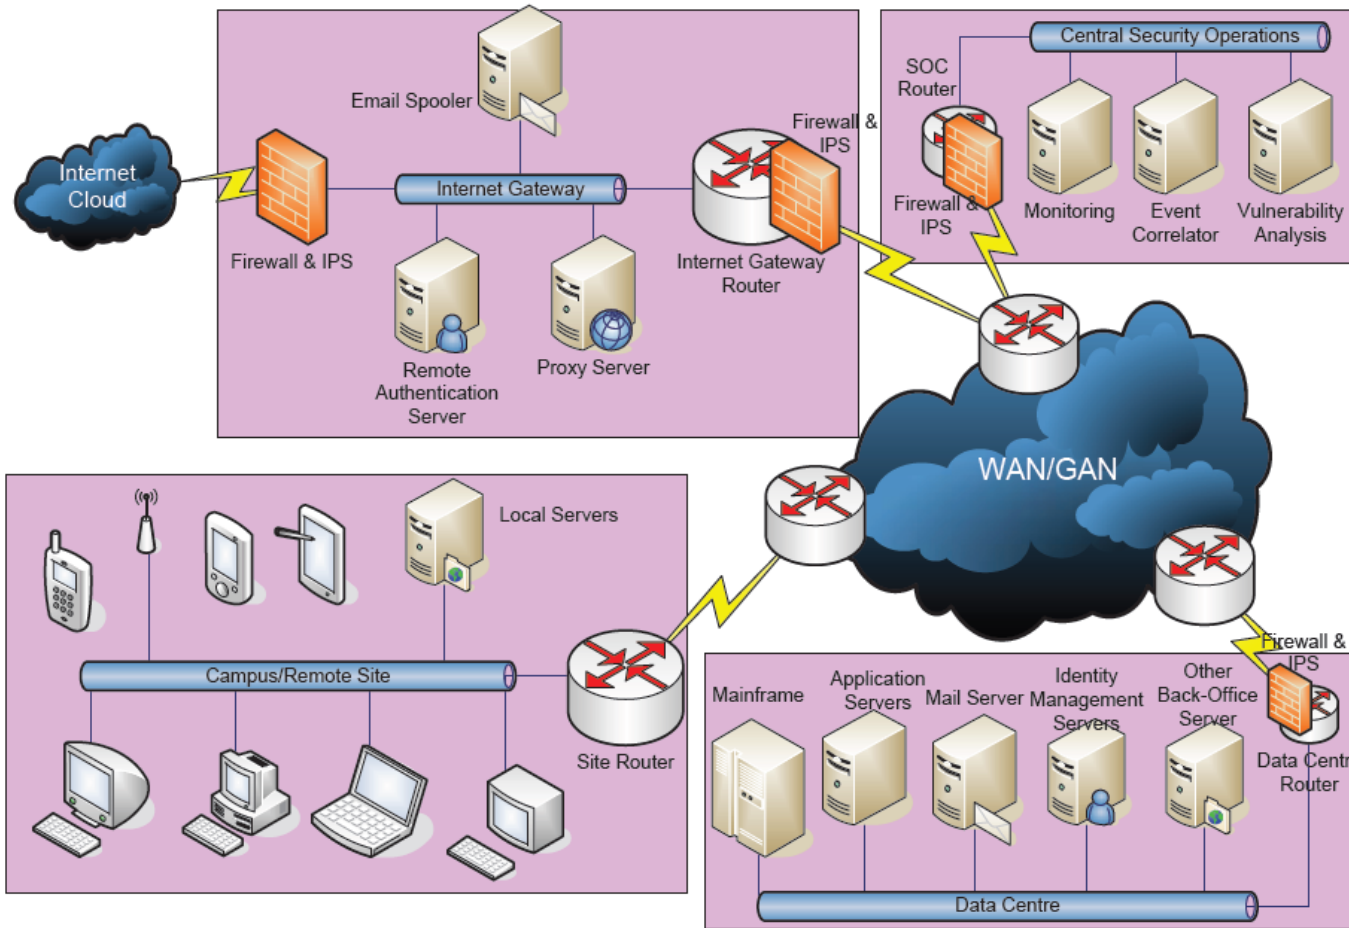 Internet
Cloud
Email Spooler
Firewall & IPS
Internet Gateway
Remote
Authentication
Server
Proxy Server
Firewall &
IPS
Internet Gateway
Router
Central Security Operations
SOC
Router
Firewall &
IPS
Monitoring
Event
Correlator
Vulnerability
Analysis
WAN/GAN
Local Servers
Campus/Remote Site
Site Router
Firewall &
IPS
Mainframe
Application
Servers
Mail Server
Identity
Management
Servers
Other
Back-Office
Server
Data Centr
Router
Data Centre